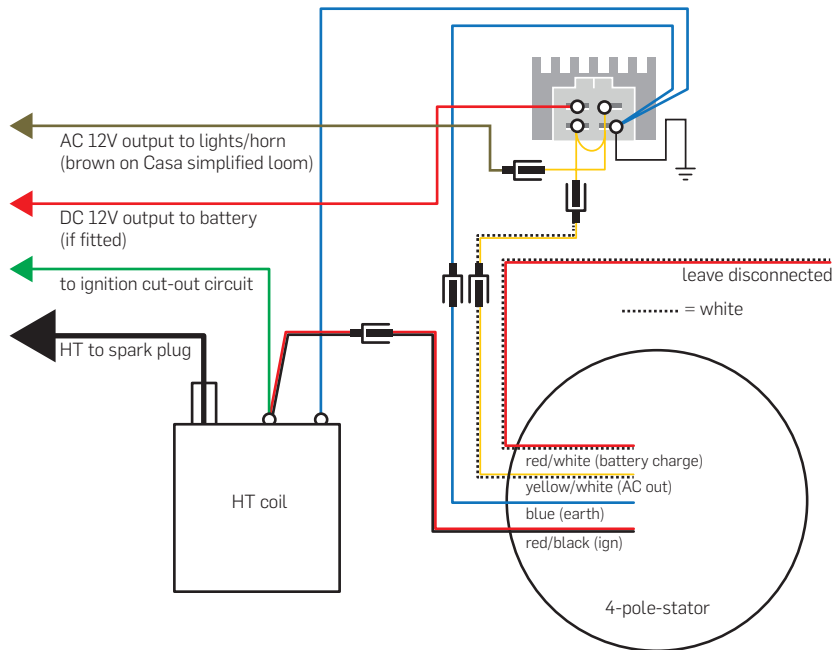 AC 12V output to lights/horn
(brown on Casa simplified loom)
DC 12V output to battery
(if fitted)
to ignition cut-out circuit
leave disconnected
= white
HT to spark plug
red/white (battery charge)
yellow/white (AC out)
blue (earth)
red/black (ign)
HT coil
4-pole-stator